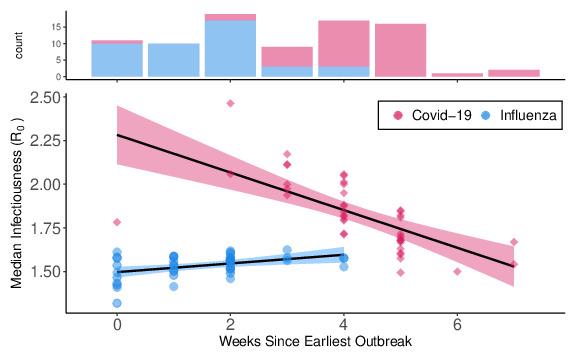 count
15
10
5
0
Median Infectiousness (R0)
2.50
2.25
2.00
1.75
1.50
Covid−19 Influenza
0 2 4 6
Weeks Since Earliest Outbreak